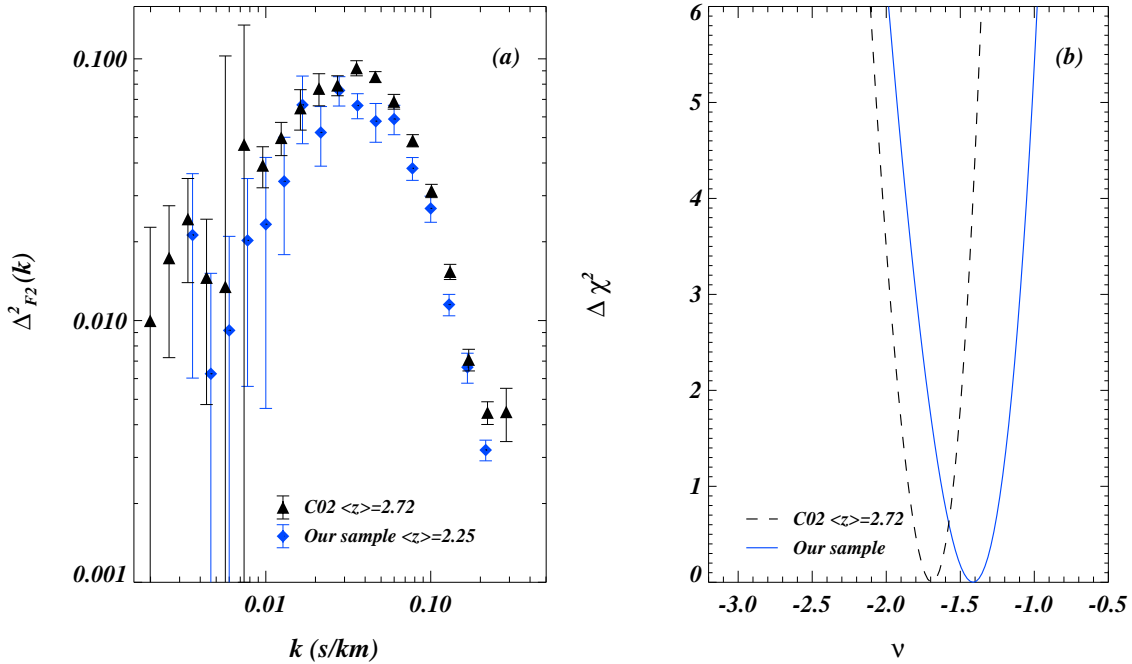 (a)
0.100
0.010
0.001
Δ²F2(k)
C02 <z>=2.72
Our sample <z>=2.25
0.01 0.10
k (s/km)
(b)
6
5
4
3
2
1
0
Δ χ²
C02 <z>=2.72
Our sample
-3.0 -2.5 -2.0 -1.5 -1.0 -0.5
ν